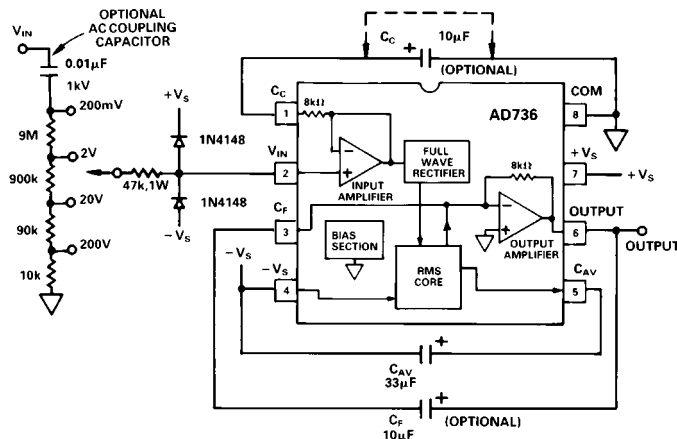 OPTIONAL
AC COUPLING
CAPACITOR
VIN
0.01µF
1kV
200mV
9M
2V
900k
20V
90k
200V
10k
47k, 1W
+VS
1N4148
1N4148
−VS
CC
10µF
+
(OPTIONAL)
AD736
CC
1
8kΩ
VIN
2
−
+
INPUT
AMPLIFIER
FULL
WAVE
RECTIFIER
CF
3
BIAS
SECTION
RMS
CORE
−VS
−VS
4
8kΩ
−
+
OUTPUT
AMPLIFIER
COM
8
+VS
7
+VS
OUTPUT
6
OUTPUT
CAV
5
+
CAV
33µF
+
CF
10µF
(OPTIONAL)